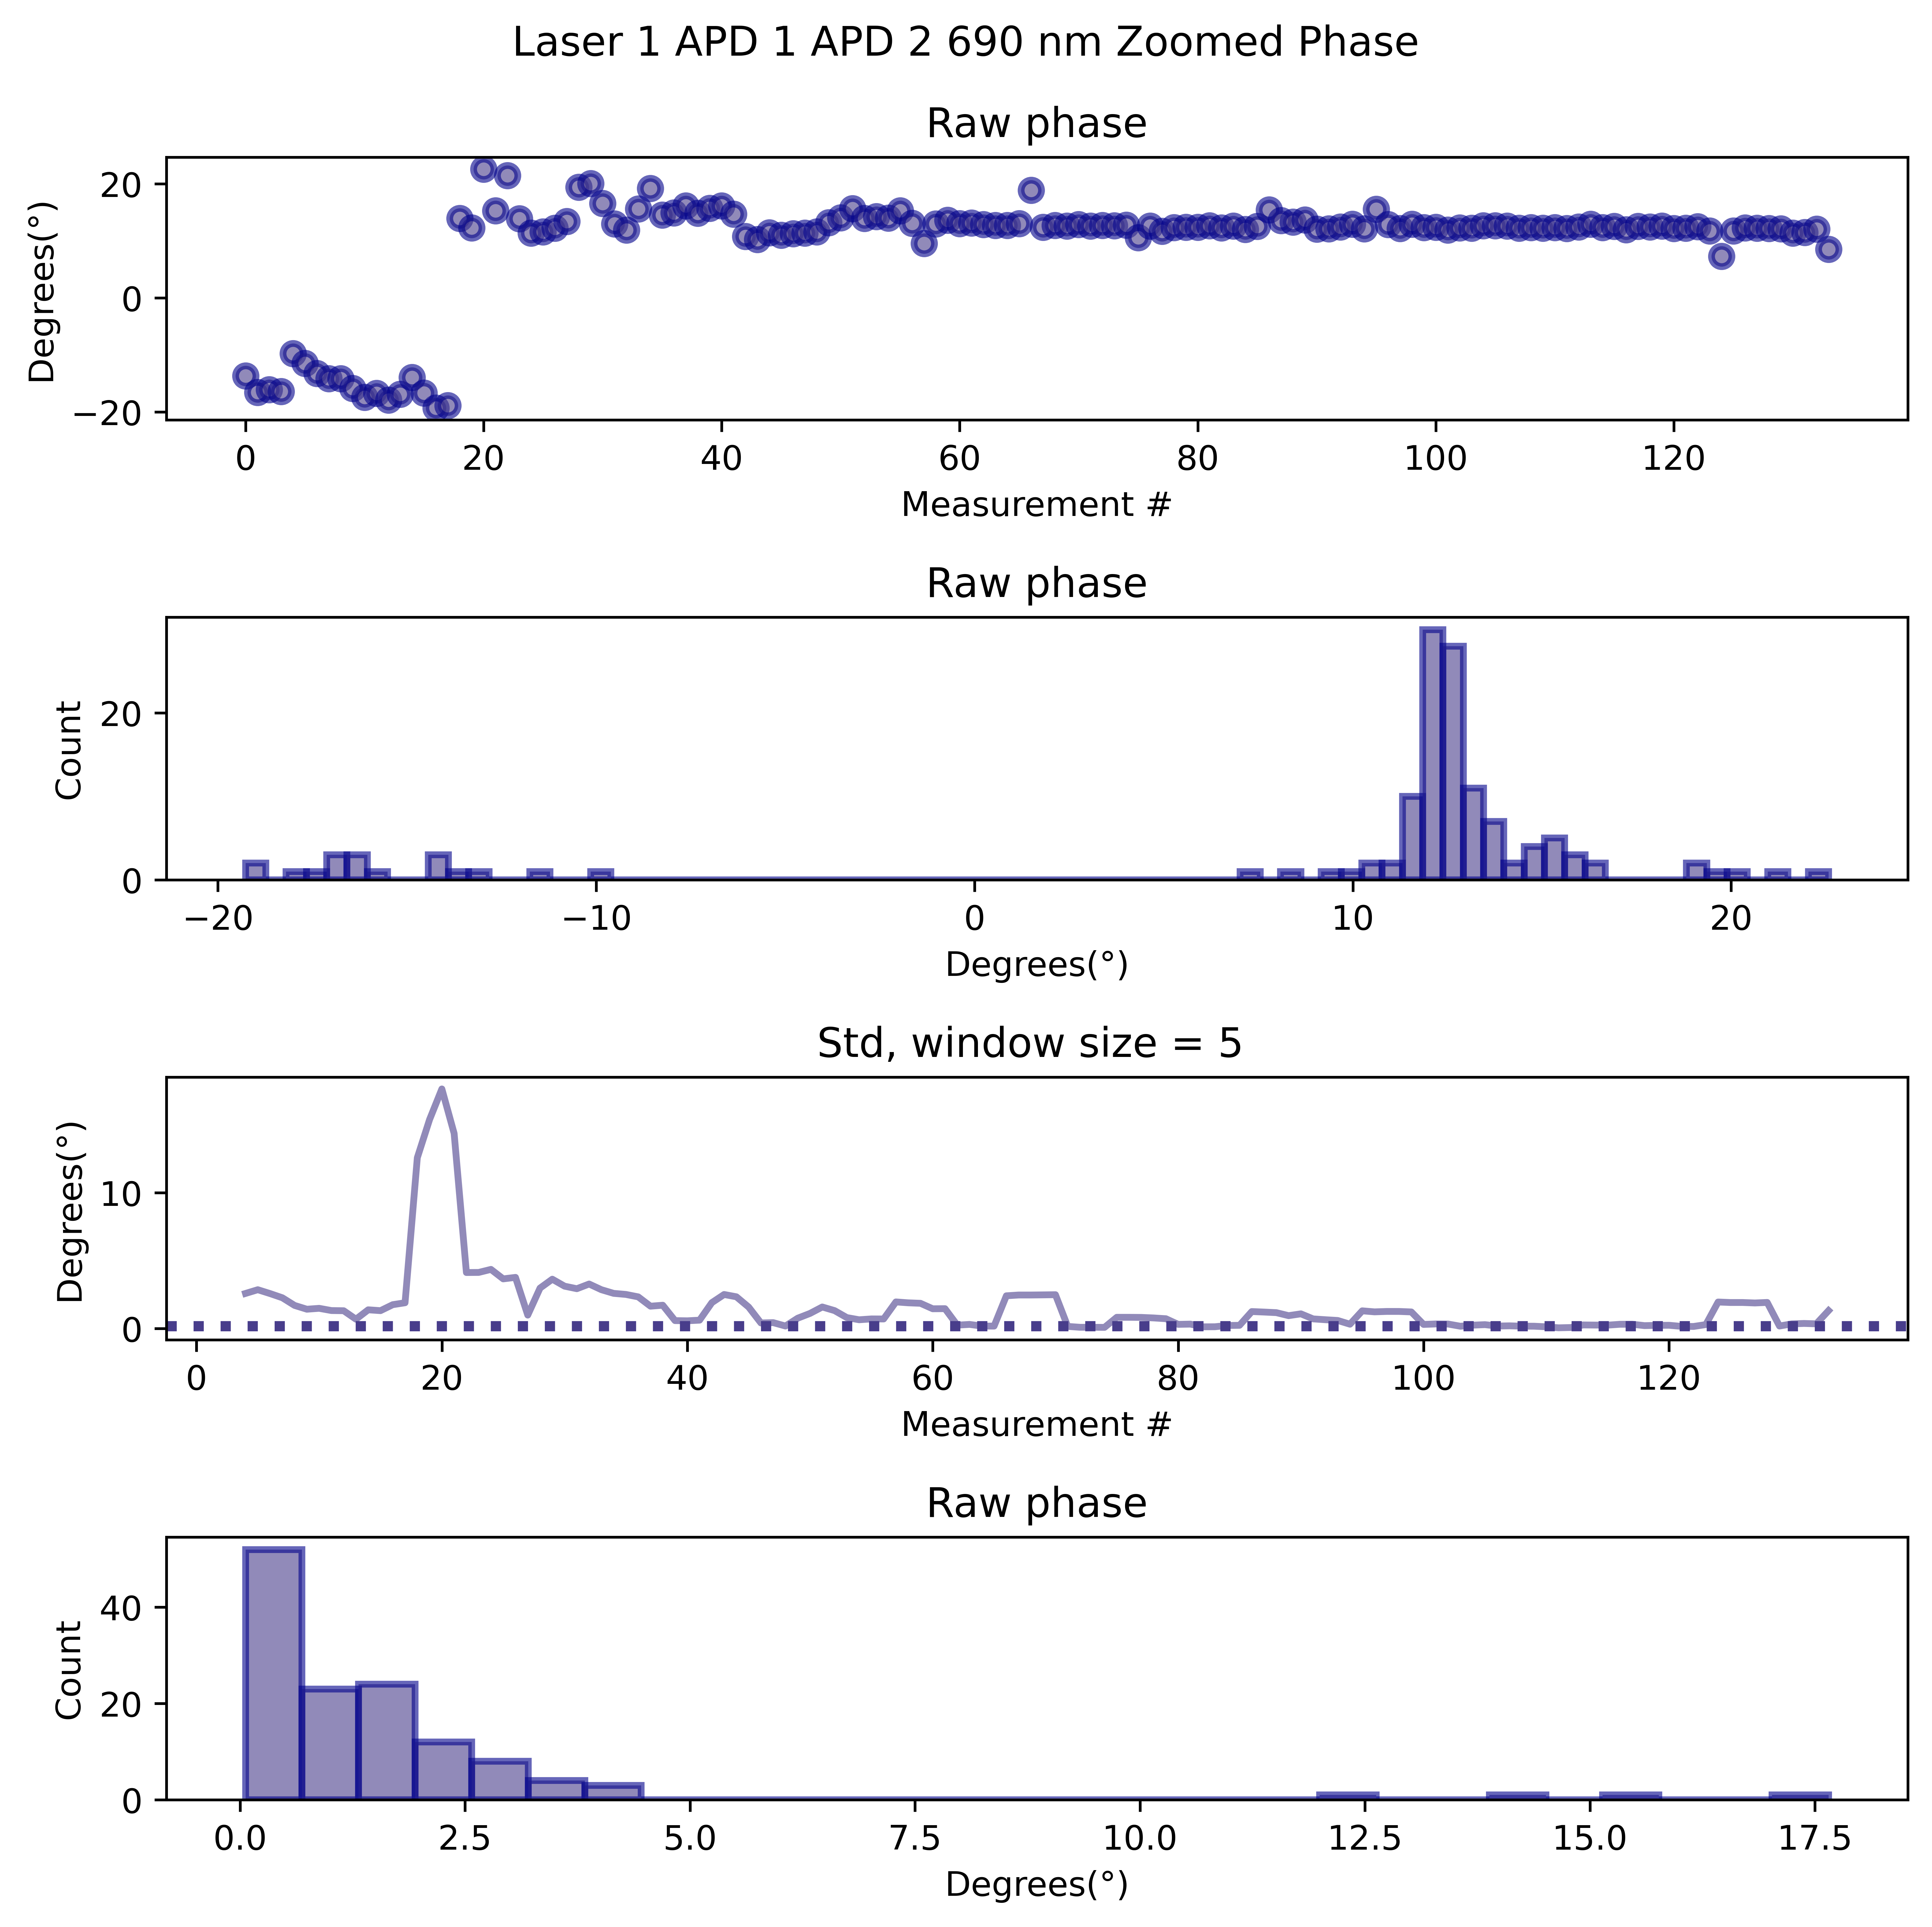 Laser 1 APD 1 APD 2 690 nm Zoomed Phase
Raw phase
Degrees(°)
20
0
−20
0 20 40 60 80 100 120
Measurement #
Raw phase
Count
20
0
−20 −10 0 10 20
Degrees(°)
Std, window size = 5
Degrees(°)
10
0
0 20 40 60 80 100 120
Measurement #
Raw phase
Count
40
20
0
0.0 2.5 5.0 7.5 10.0 12.5 15.0 17.5
Degrees(°)